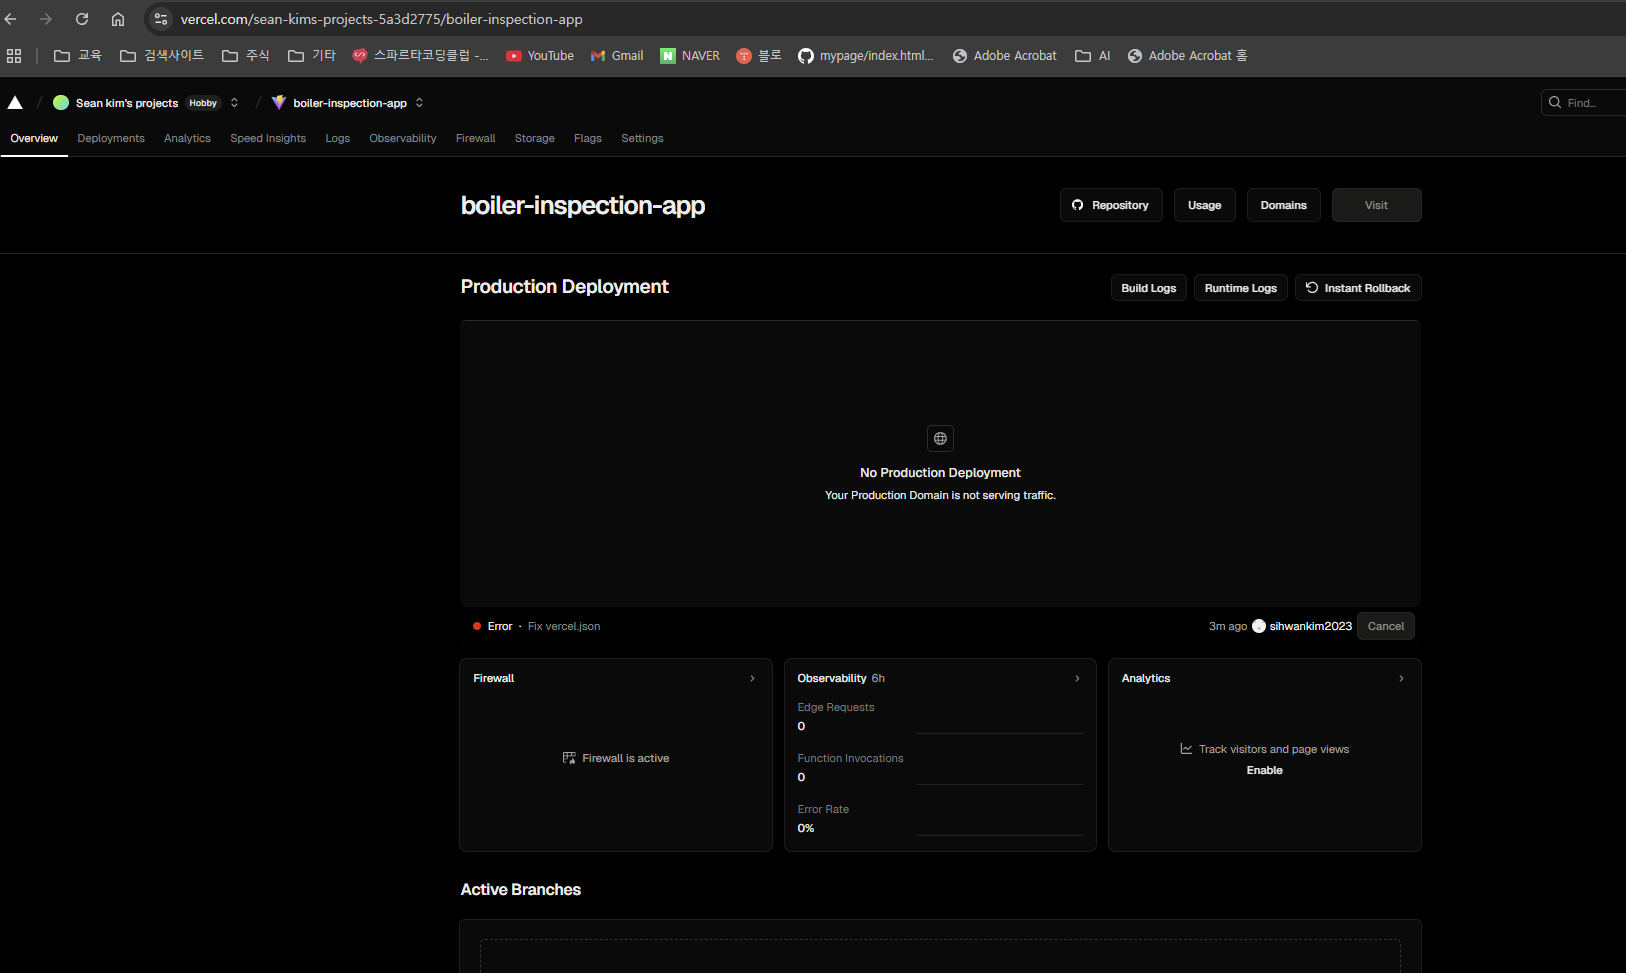 vercel.com/sean-kims-projects-5a3d2775/boiler-inspection-app
교육 검색사이트 주식 기타 스파르타코딩클럽 -... YouTube Gmail NAVER 블로 mypage/index.html... Adobe Acrobat AI Adobe Acrobat 홈
/ Sean kim's projects Hobby / boiler-inspection-app Find...
Overview Deployments Analytics Speed Insights Logs Observability Firewall Storage Flags Settings
boiler-inspection-app Repository Usage Domains Visit
Production Deployment Build Logs Runtime Logs Instant Rollback
No Production Deployment
Your Production Domain is not serving traffic.
Error · Fix vercel.json 3m ago sihwankim2023 Cancel
Firewall
Firewall is active
Observability 6h
Edge Requests
0
Function Invocations
0
Error Rate
0%
Analytics
Track visitors and page views
Enable
Active Branches